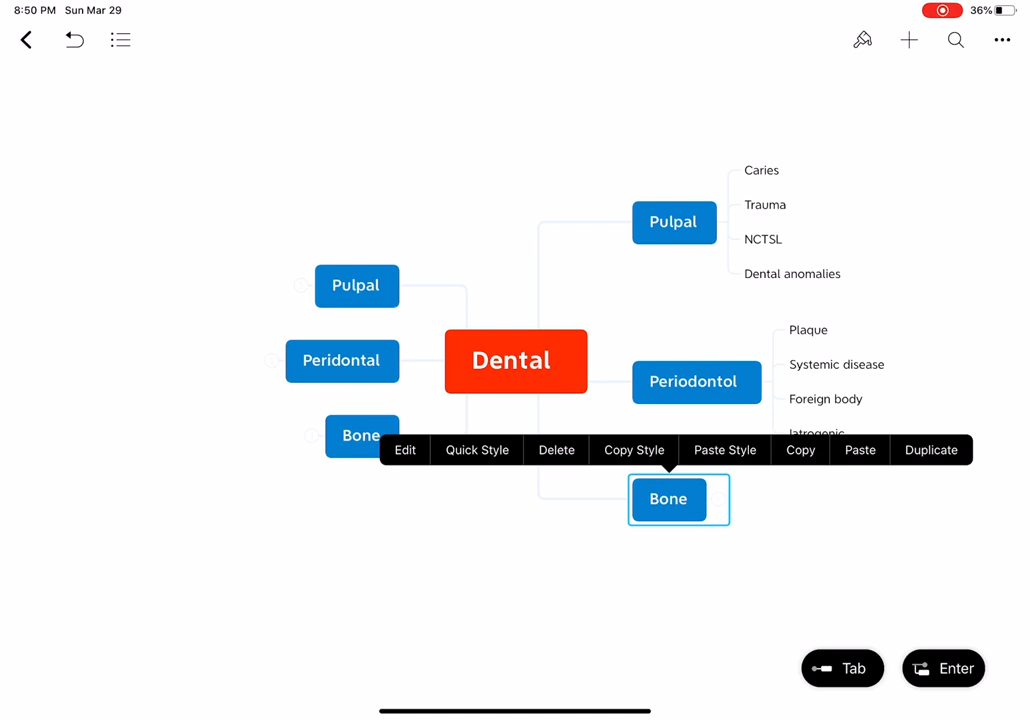 8:50 PM Sun Mar 29
36%
Caries
Pulpal
Trauma
NCTSL
Dental anomalies
Pulpal
Peridontal
Bone
Dental
Plaque
Periodontol
Systemic disease
Foreign body
Iatrogenic
Edit Quick Style Delete Copy Style Paste Style Copy Paste Duplicate
Bone
Tab Enter